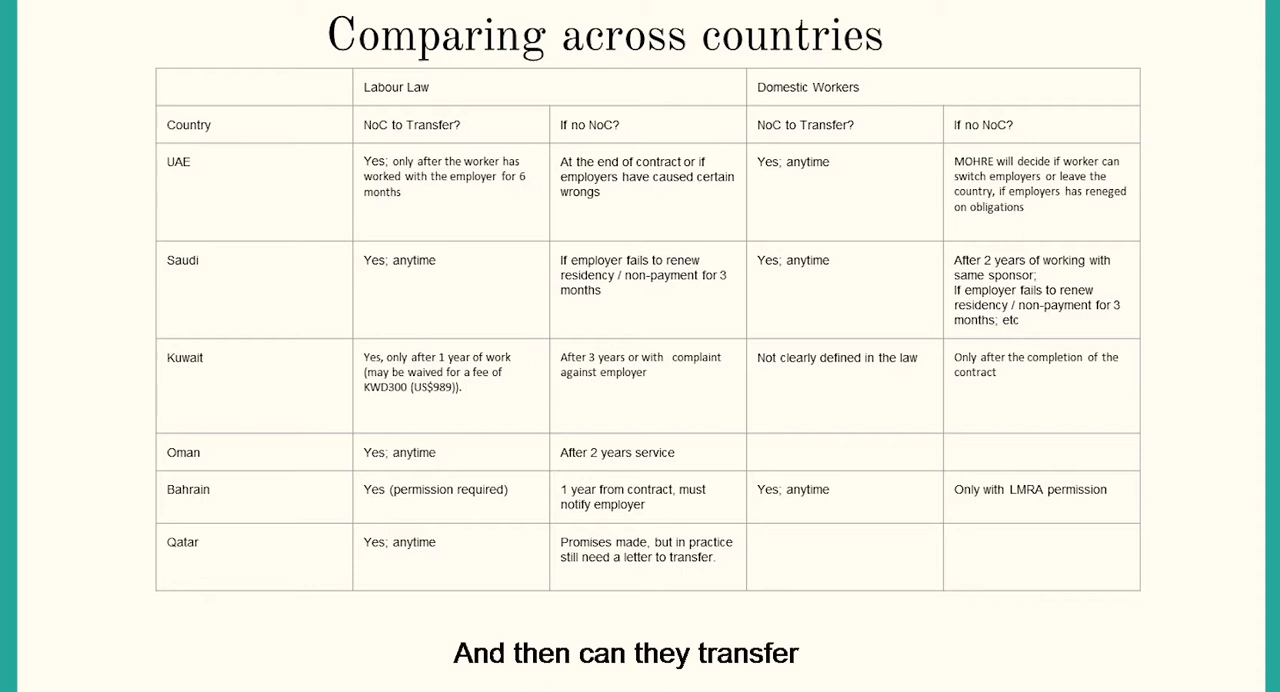 Comparing across countries
Labour Law
Domestic Workers
Country
NoC to Transfer?
If no NoC?
NoC to Transfer?
If no NoC?
UAE
Yes; only after the worker has
worked with the employer for 6
months
At the end of contract or if
employers have caused certain
wrongs
Yes; anytime
MOHRE will decide if worker can
switch employers or leave the
country, if employers has reneged
on obligations
Saudi
Yes; anytime
If employer fails to renew
residency / non-payment for 3
months
Yes; anytime
After 2 years of working with
same sponsor;
If employer fails to renew
residency / non-payment for 3
months; etc
Kuwait
Yes, only after 1 year of work
(may be waived for a fee of
KWD300 (US$989)).
After 3 years or with complaint
against employer
Not clearly defined in the law
Only after the completion of the
contract
Oman
Yes; anytime
After 2 years service
Bahrain
Yes (permission required)
1 year from contract, must
notify employer
Yes; anytime
Only with LMRA permission
Qatar
Yes; anytime
Promises made, but in practice
still need a letter to transfer.
And then can they transfer